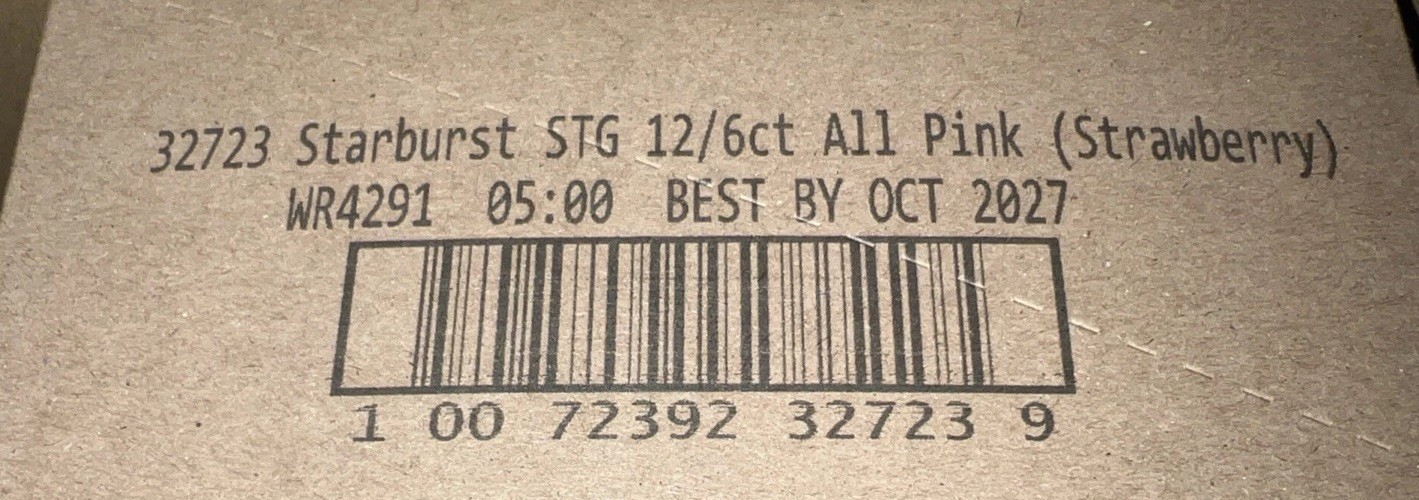 32723 Starburst STG 12/6ct All Pink (Strawberry)
WR4291 05:00 BEST BY OCT 2027
1 00 72392 32723 9